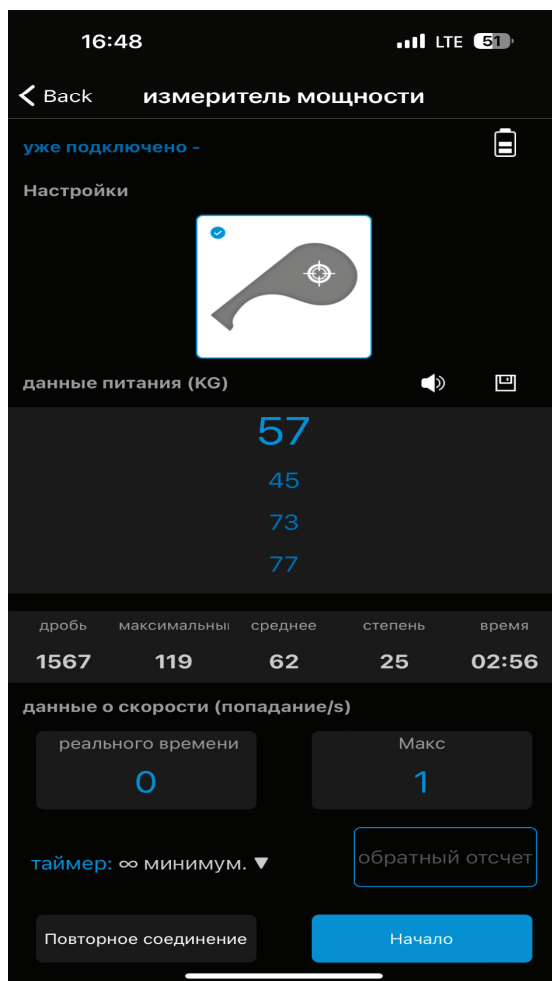 16:48 LTE 51
Back измеритель мощности
уже подключено -
Настройки
данные питания (KG)
57
45
73
77
дробь максимальны среднее степень время
1567 119 62 25 02:56
данные о скорости (попадание/s)
реального времени Макс
0 1
таймер: ∞ минимум. ▼ обратный отсчет
Повторное соединение Начало